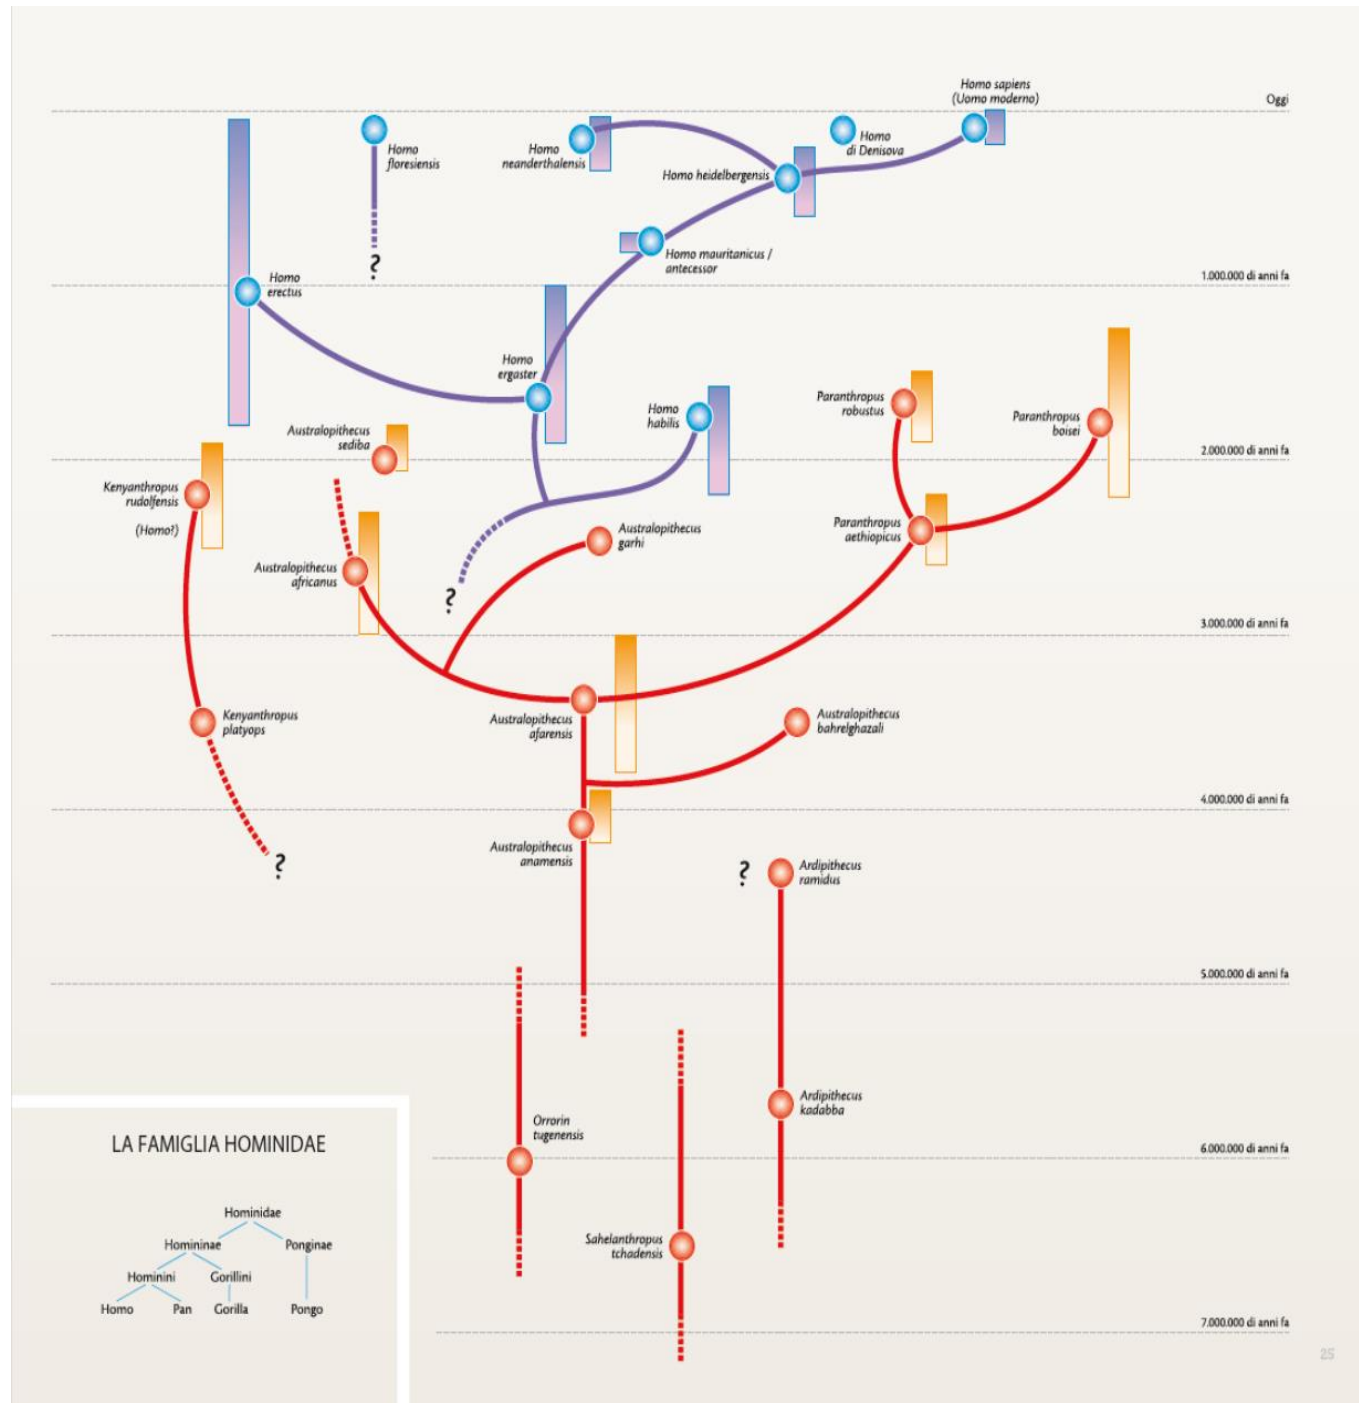 Homo sapiens
(Uomo moderno)
Oggi
Homo
floresiensis
Homo
neanderthalensis
Homo
di Denisova
Homo heidelbergensis
Homo mauritanicus /
antecessor
?
Homo
erectus
1.000.000 di anni fa
Homo
ergaster
Homo
habilis
Paranthropus
robustus
Paranthropus
boisei
Australopithecus
sediba
2.000.000 di anni fa
Kenyanthropus
rudolfensis
(Homo?)
Australopithecus
garhi
Paranthropus
aethiopicus
Australopithecus
africanus
?
3.000.000 di anni fa
Kenyanthropus
platyops
Australopithecus
afarensis
Australopithecus
bahrelghazali
4.000.000 di anni fa
Australopithecus
anamensis
?
?
Ardipithecus
ramidus
5.000.000 di anni fa
Ardipithecus
kadabba
Orrorin
tugenensis
6.000.000 di anni fa
Sahelanthropus
tchadensis
7.000.000 di anni fa
LA FAMIGLIA HOMINIDAE
Hominidae
Homininae Ponginae
Hominini Gorillini
Homo Pan Gorilla Pongo
25